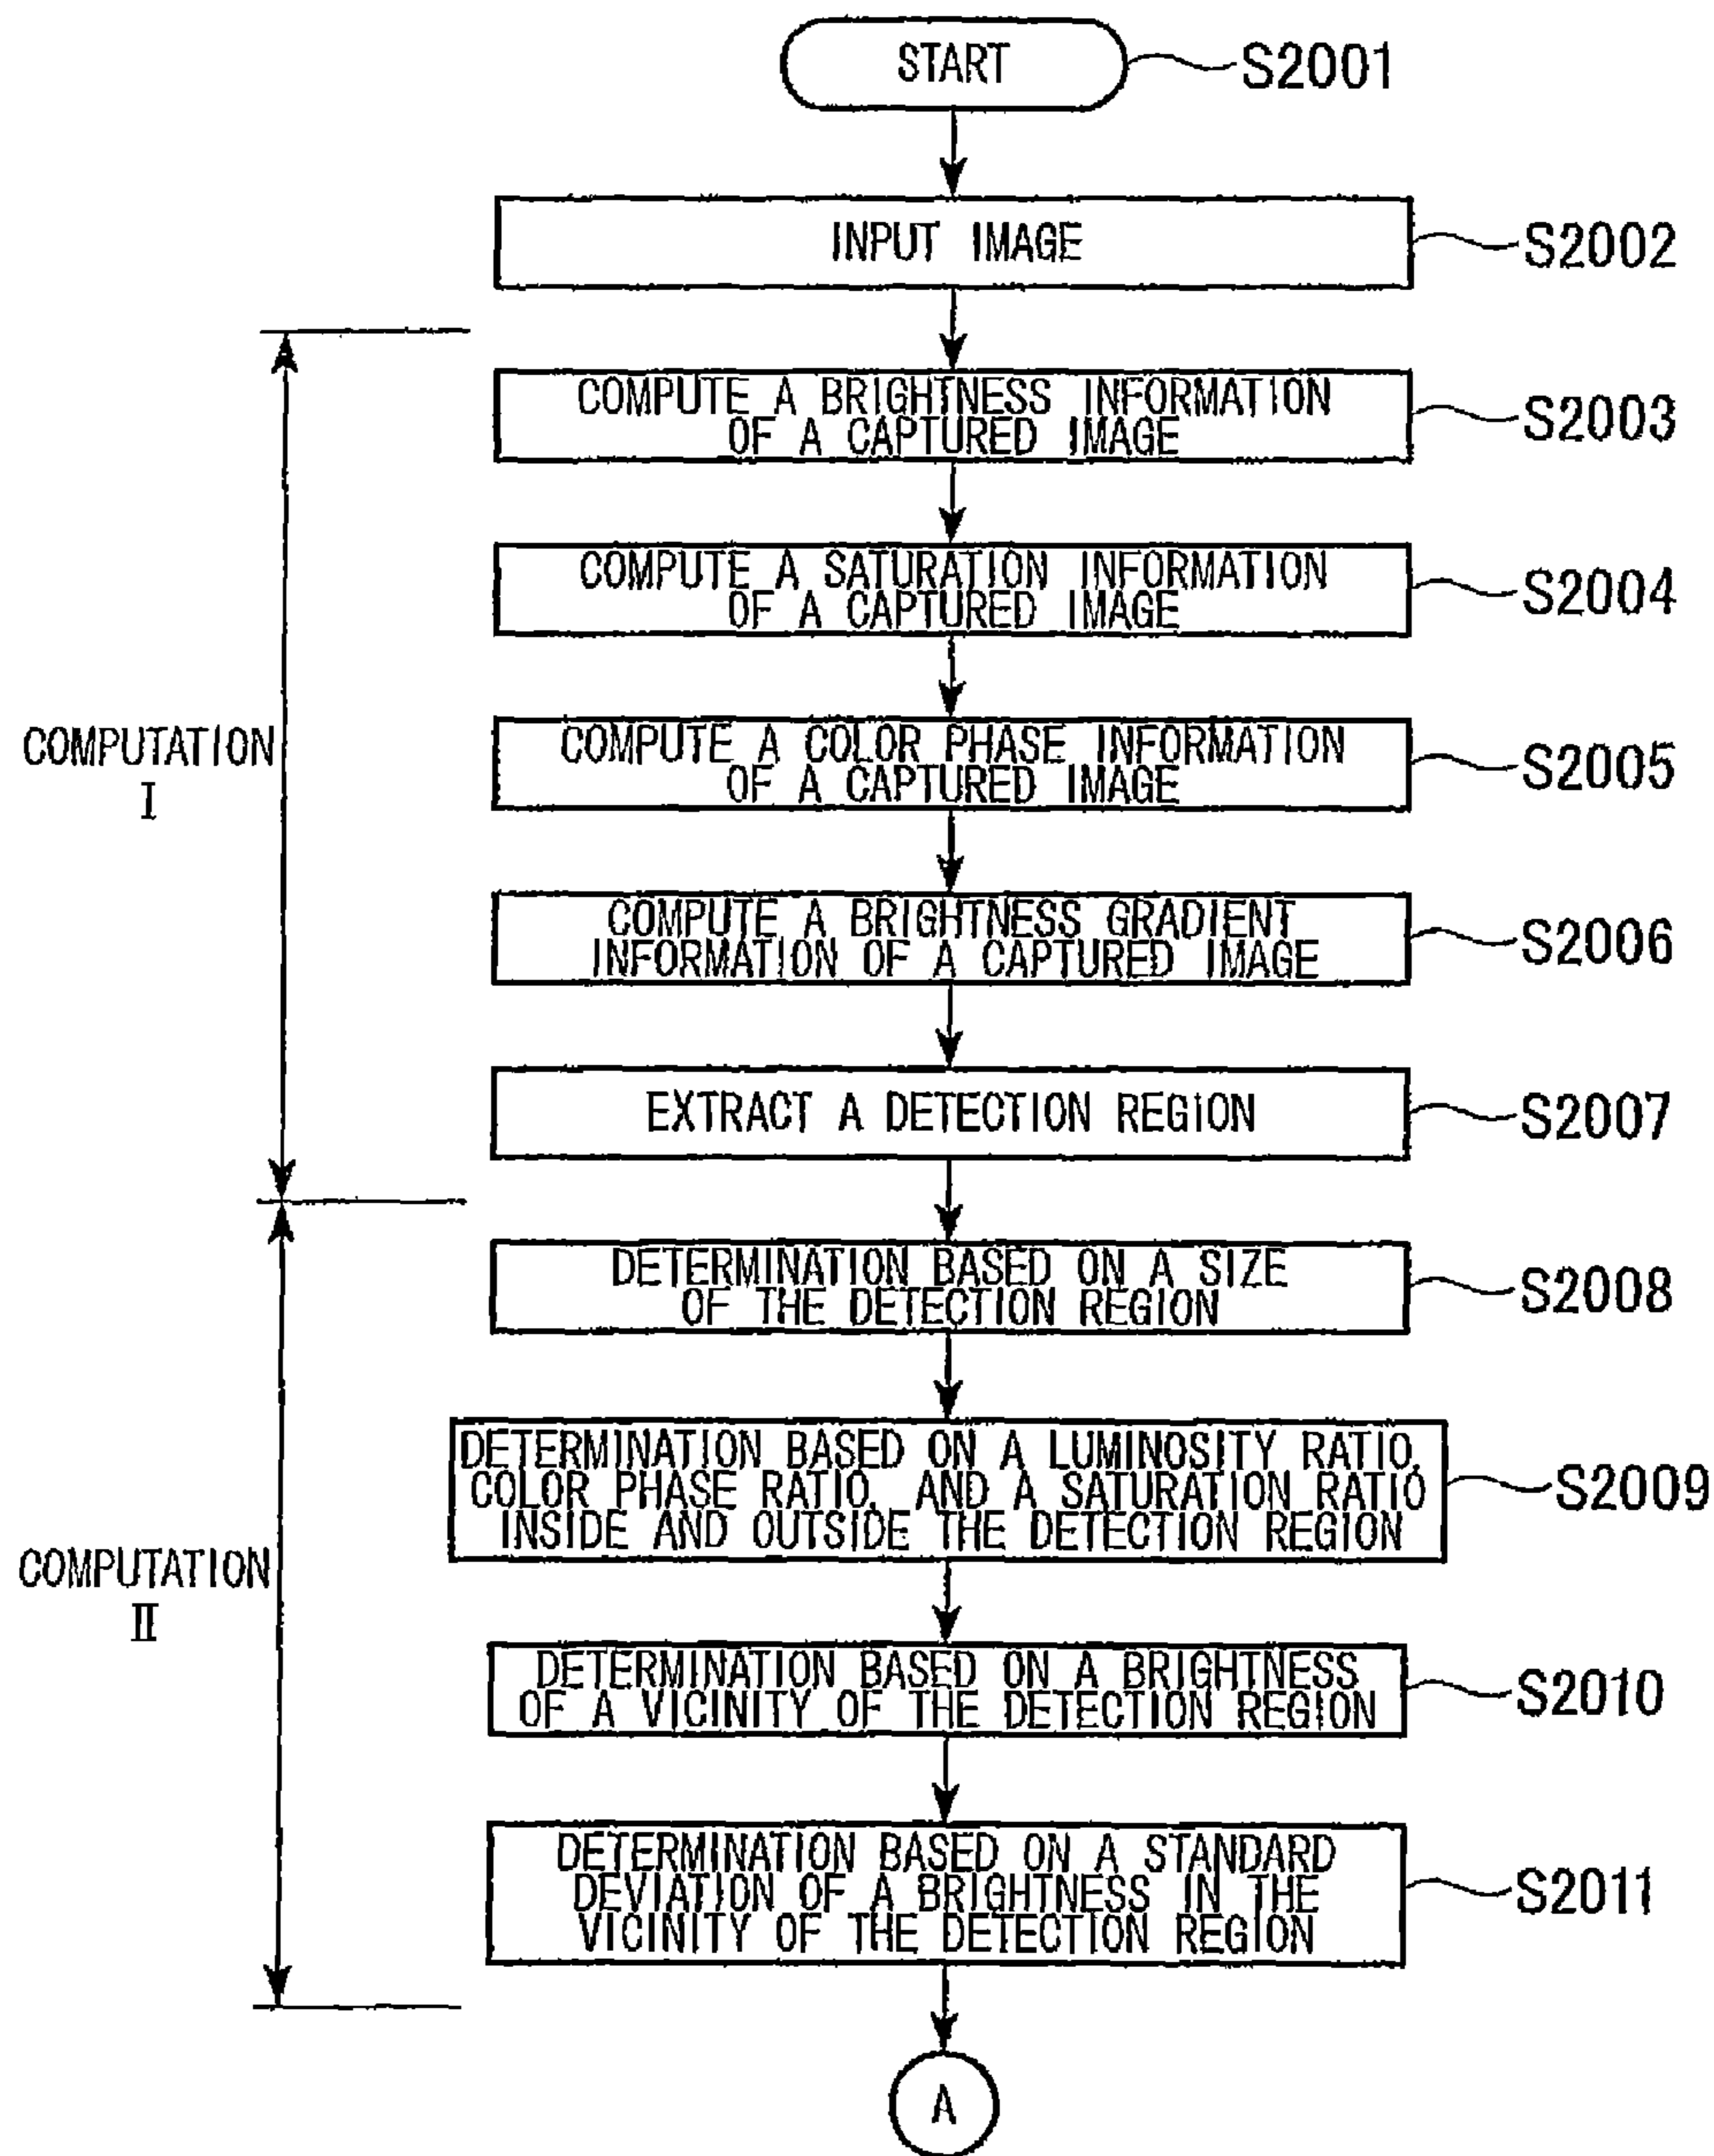 START
S2001
INPUT IMAGE
S2002
COMPUTE A BRIGHTNESS INFORMATION
OF A CAPTURED IMAGE
S2003
COMPUTE A SATURATION INFORMATION
OF A CAPTURED IMAGE
S2004
COMPUTATION
I
COMPUTE A COLOR PHASE INFORMATION
OF A CAPTURED IMAGE
S2005
COMPUTE A BRIGHTNESS GRADIENT
INFORMATION OF A CAPTURED IMAGE
S2006
EXTRACT A DETECTION REGION
S2007
DETERMINATION BASED ON A SIZE
OF THE DETECTION REGION
S2008
DETERMINATION BASED ON A LUMINOSITY RATIO,
COLOR PHASE RATIO, AND A SATURATION RATIO
INSIDE AND OUTSIDE THE DETECTION REGION
S2009
COMPUTATION
II
DETERMINATION BASED ON A BRIGHTNESS
OF A VICINITY OF THE DETECTION REGION
S2010
DETERMINATION BASED ON A STANDARD
DEVIATION OF A BRIGHTNESS IN THE
VICINITY OF THE DETECTION REGION
S2011
A